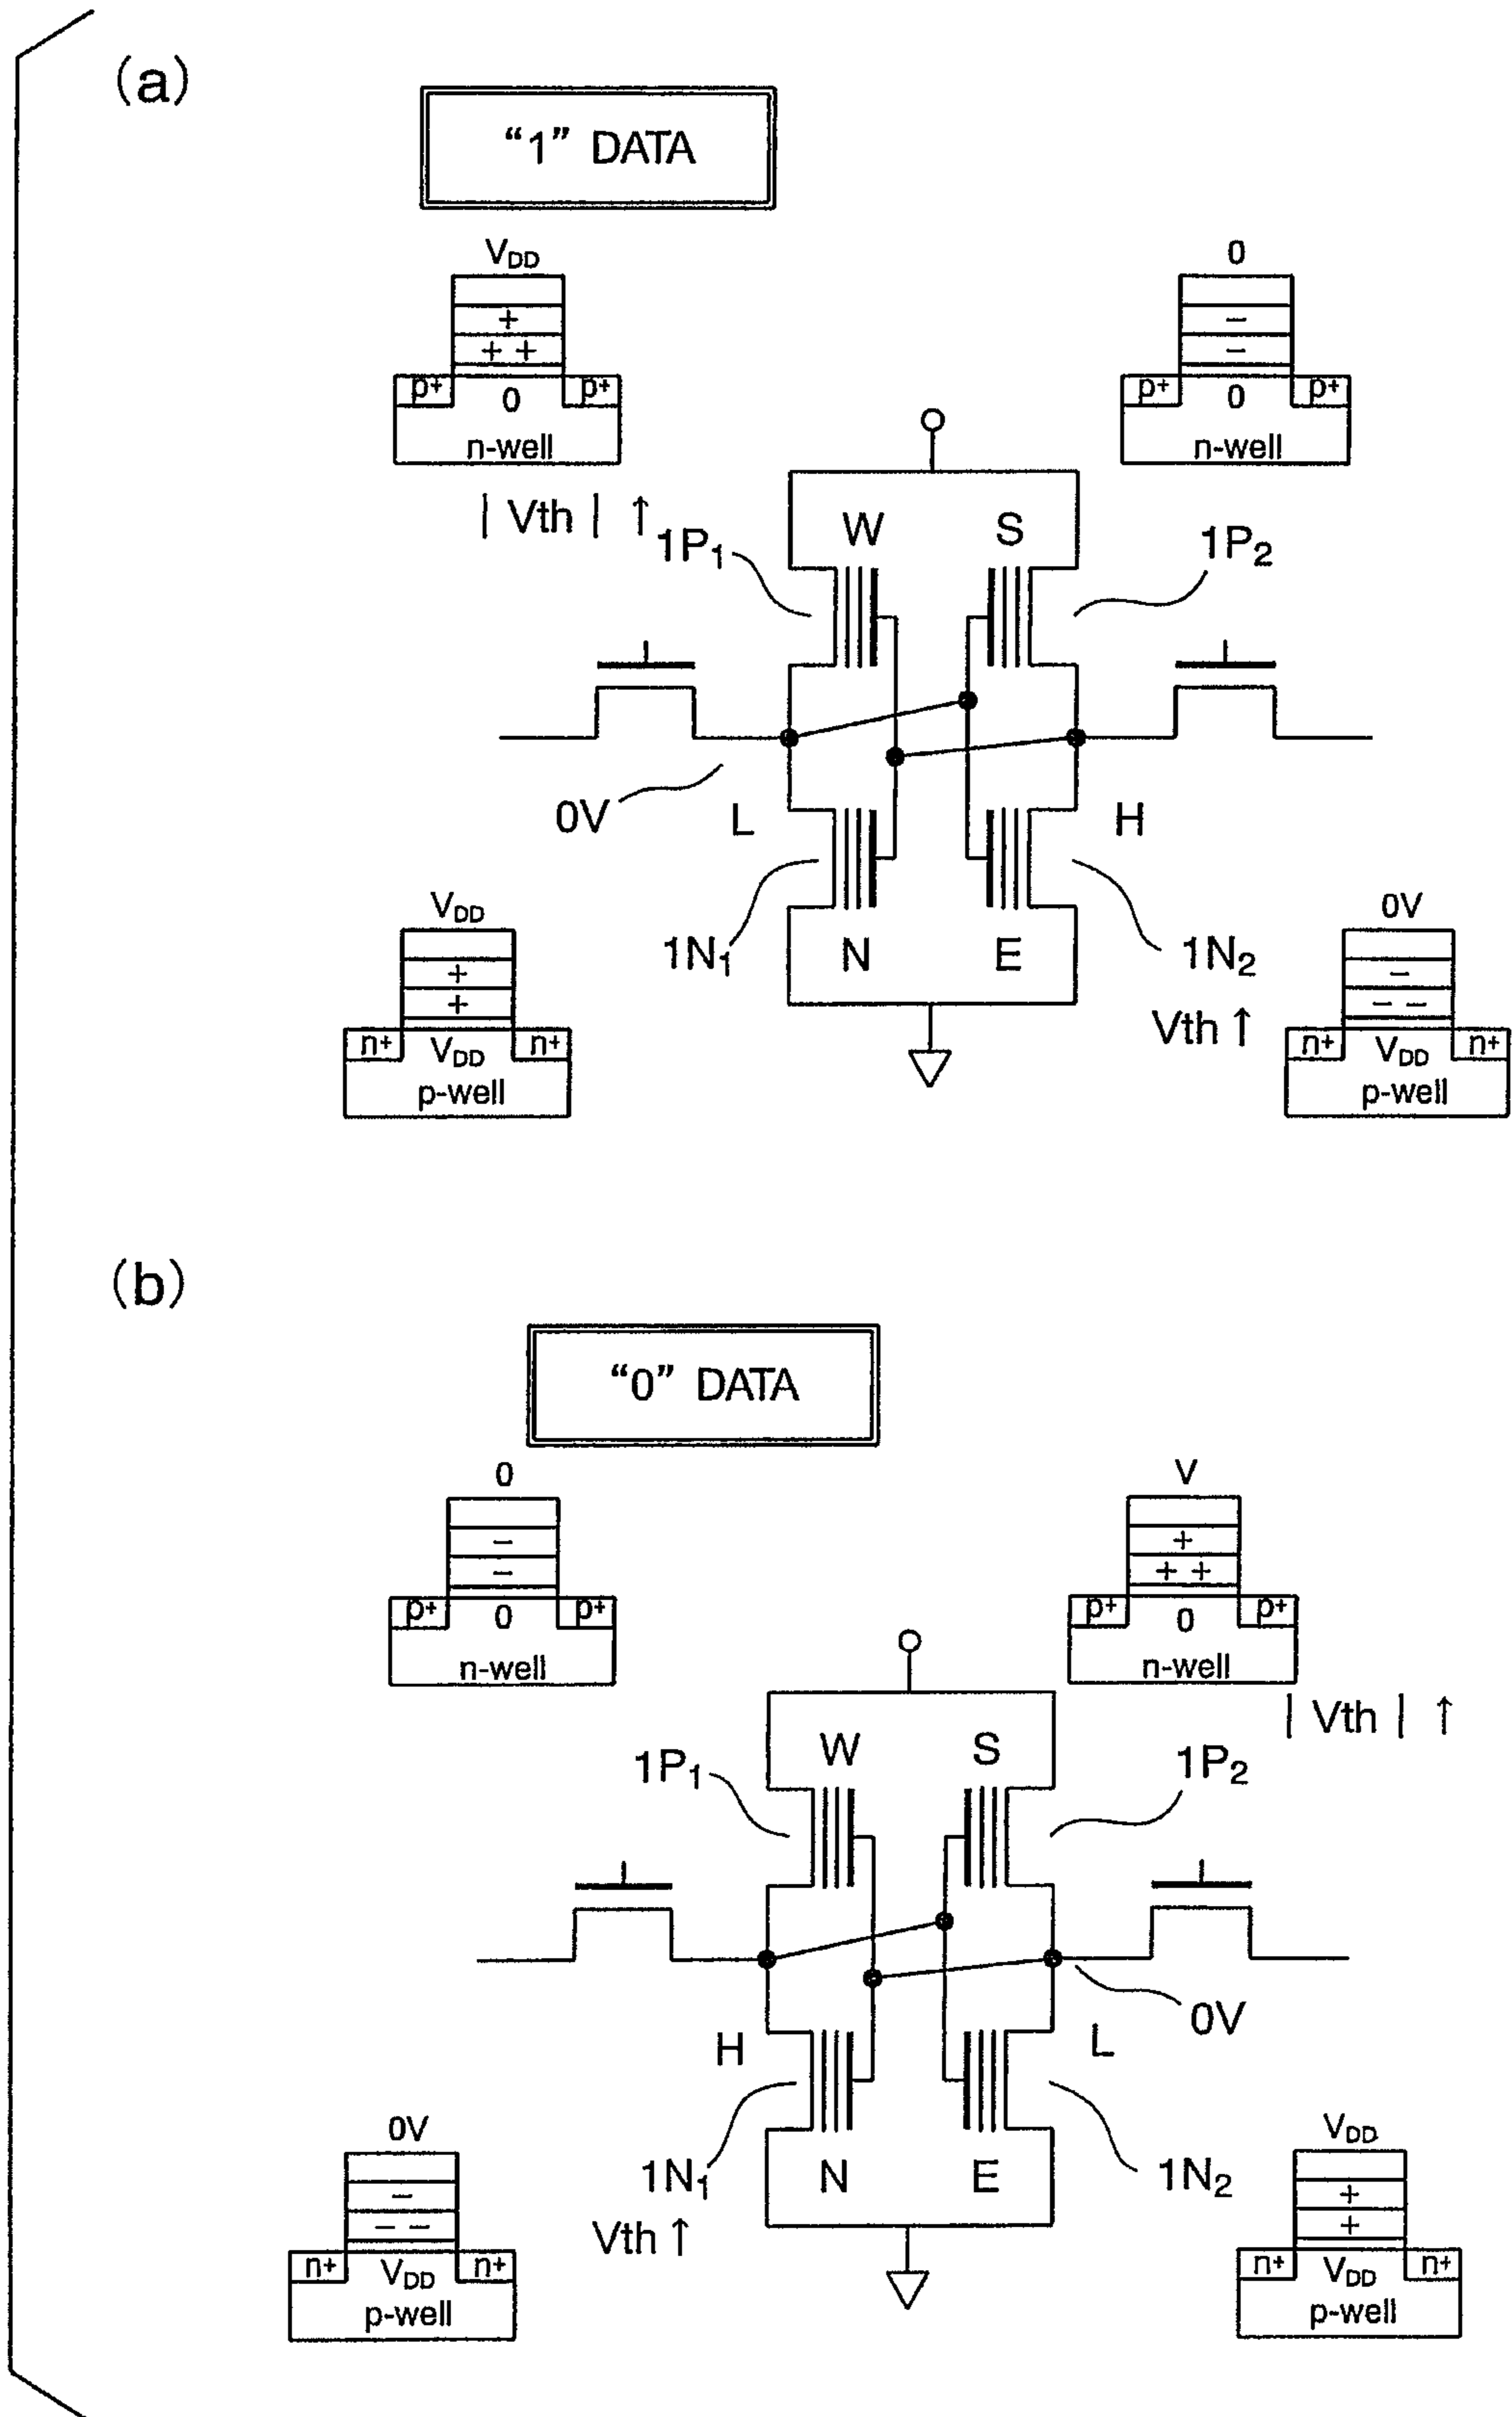 (a)
“1” DATA
VDD
+
+ +
p+ 0 p+
n-well
| Vth | ↑
0
−
−
p+ 0 p+
n-well
W S
1P1 1P2
0V L H
1N1 N E 1N2
Vth ↑
VDD
+
+
n+ VDD n+
p-well
0V
−
− −
n+ VDD n+
p-well
(b)
“0” DATA
0
−
−
p+ 0 p+
n-well
V
+
+ +
p+ 0 p+
n-well
| Vth | ↑
W S
1P1 1P2
0V
H L
1N1 N E 1N2
Vth ↑
0V
−
− −
n+ VDD n+
p-well
VDD
+
+
n+ VDD n+
p-well